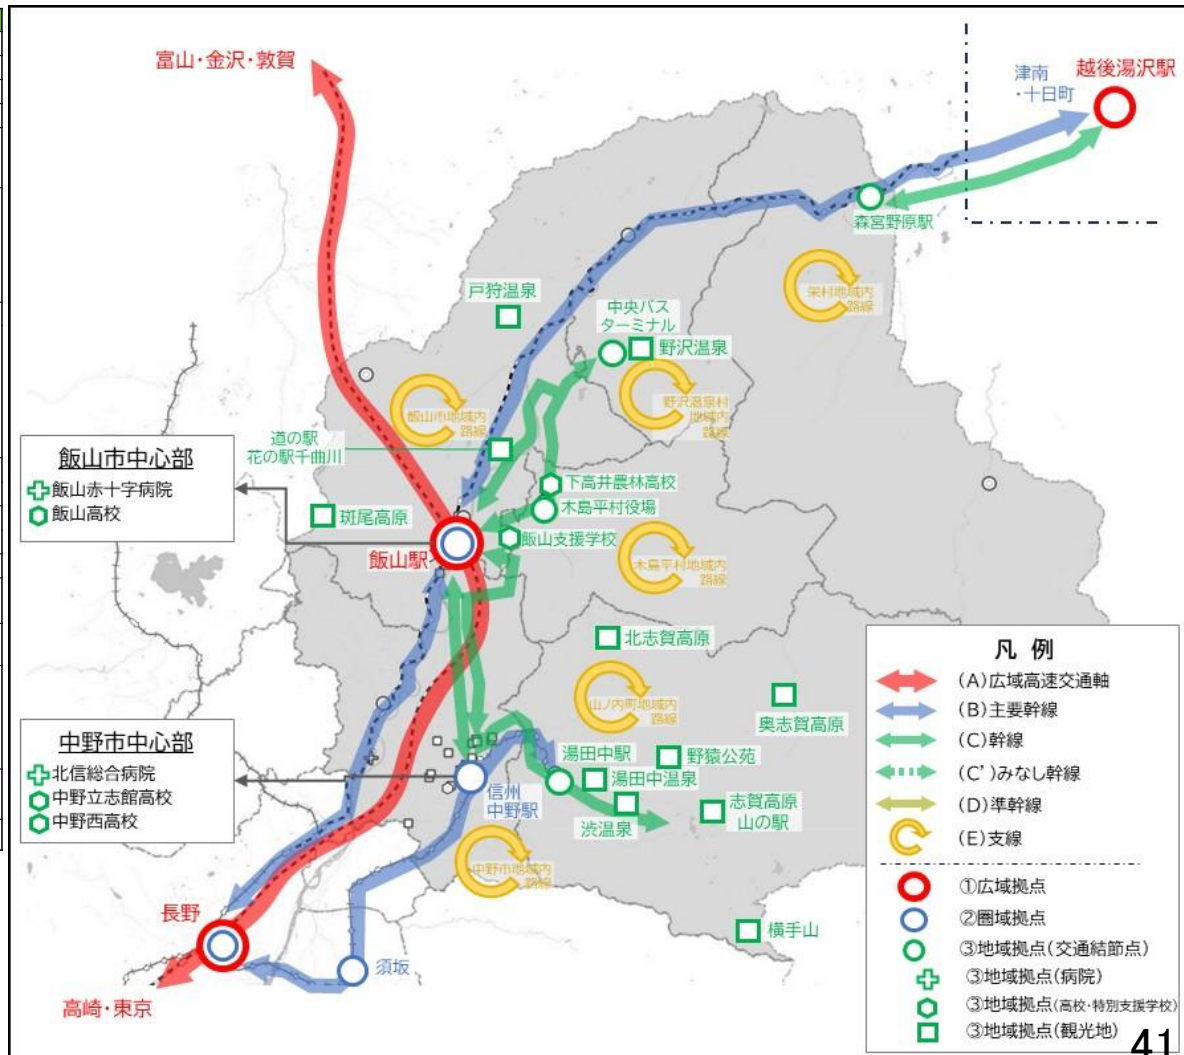 富山・金沢・敦賀
津南
・十日町
越後湯沢駅
森宮野原駅
栄村地域内
路線
戸狩温泉
中央バス
ターミナル
野沢温泉
野沢温泉村
地域内
路線
飯山市地域内
路線
道の駅
花の駅千曲川
飯山市中心部
飯山赤十字病院
飯山高校
斑尾高原
下高井農林高校
木島平村役場
飯山支援学校
飯山駅
木島平村地域内
路線
北志賀高原
山ノ内町地域内
路線
奥志賀高原
中野市中心部
北信総合病院
中野立志館高校
中野西高校
湯田中駅
野猿公苑
湯田中温泉
信州
中野駅
渋温泉
志賀高原
山の駅
中野市地域内
路線
長野
須坂
横手山
高崎・東京
凡例
(A)広域高速交通軸
(B)主要幹線
(C)幹線
(C')みなし幹線
(D)準幹線
(E)支線
①広域拠点
②圏域拠点
③地域拠点(交通結節点)
③地域拠点(病院)
③地域拠点(高校・特別支援学校)
③地域拠点(観光地)
41